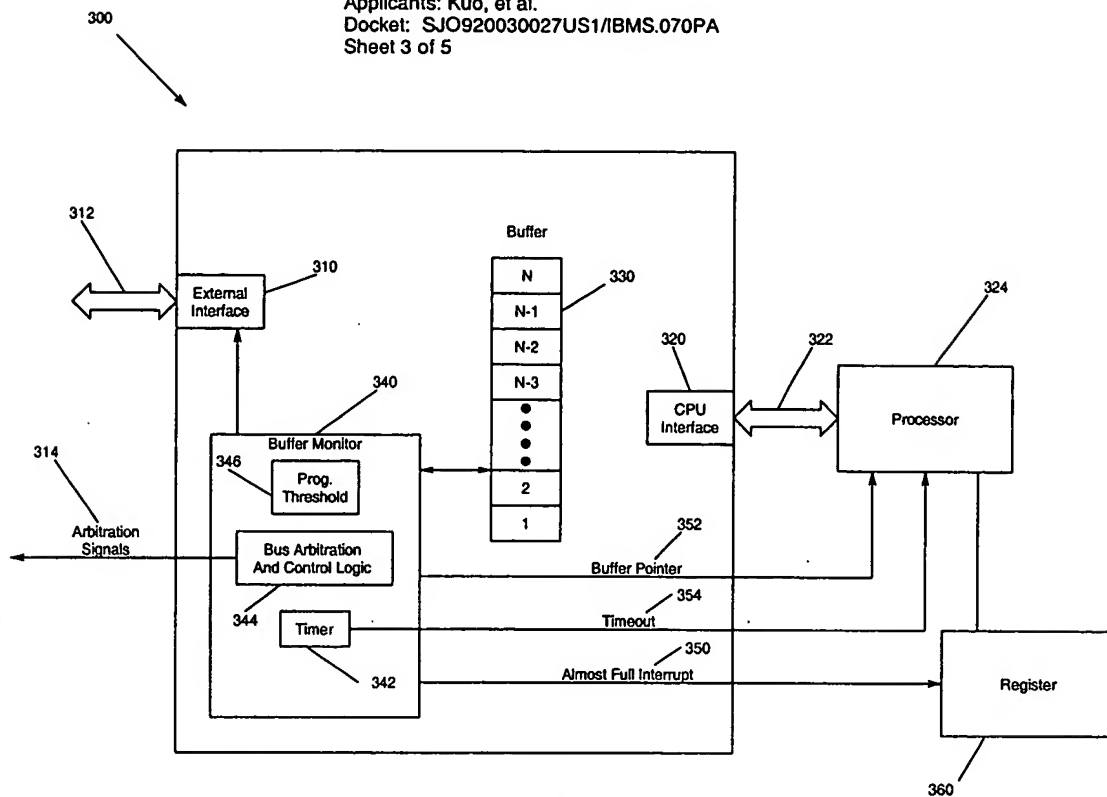 Applicants: Kuo, et al.
Docket: SJO920030027US1/IBMS.070PA
Sheet 3 of 5
300
312
310
External
Interface
Buffer
N
N-1
N-2
N-3
2
1
330
320
CPU
Interface
322
324
Processor
340
Buffer Monitor
346
Prog.
Threshold
314
Arbitration
Signals
Bus Arbitration
And Control Logic
344
Timer
342
352
Buffer Pointer
354
Timeout
350
Almost Full Interrupt
Register
360